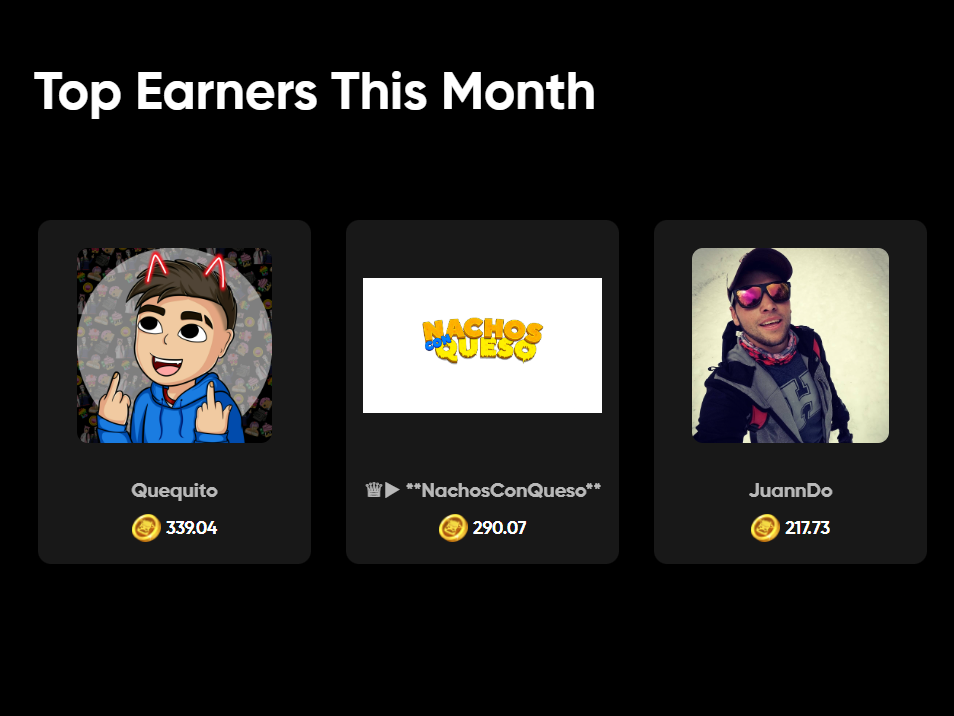 Top Earners This Month
NACHOS
CON
QUESO
H
Quequito
♛► **NachosConQueso**
JuannDo
339.04
290.07
217.73